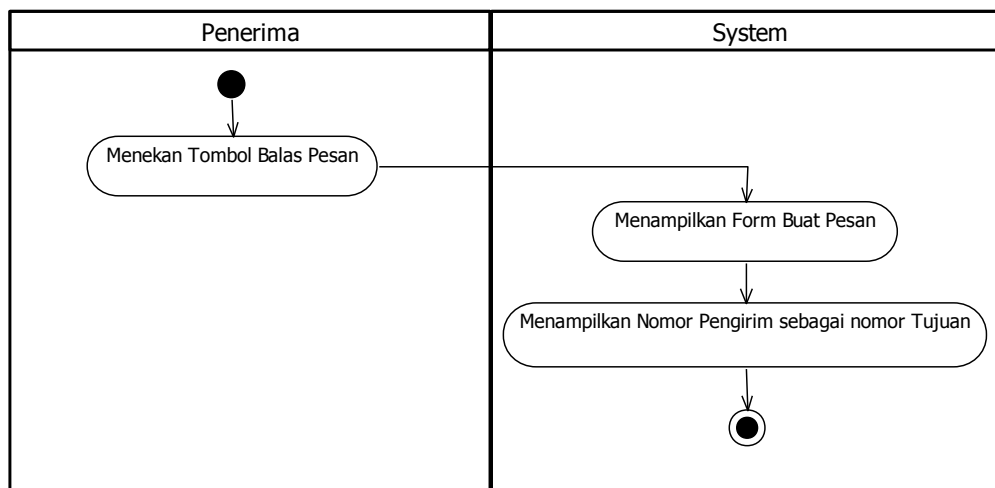 Penerima
System
Menekan Tombol Balas Pesan
Menampilkan Form Buat Pesan
Menampilkan Nomor Pengirim sebagai nomor Tujuan